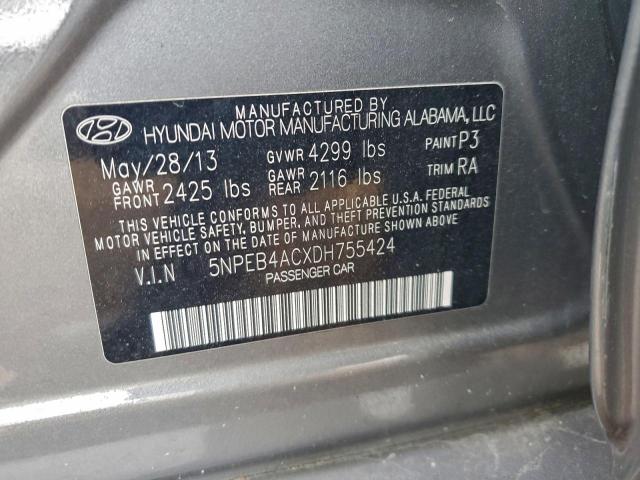 MANUFACTURED BY
HYUNDAI MOTOR MANUFACTURING ALABAMA, LLC
May/28/13 GVWR 4299 lbs PAINT P3
GAWR FRONT 2425 lbs GAWR REAR 2116 lbs TRIM RA
THIS VEHICLE CONFORMS TO ALL APPLICABLE U.S.A. FEDERAL
MOTOR VEHICLE SAFETY, BUMPER, AND THEFT PREVENTION STANDARDS
IN EFFECT ON THE DATE OF MANUFACTURE SHOWN ABOVE.
V.I.N 5NPEB4ACXDH755424
PASSENGER CAR